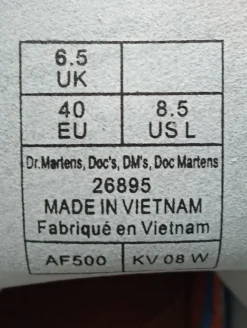 6.5
UK
40 8.5
EU US L
Dr.Martens, Doc's, DM's, Doc Martens
26895
MADE IN VIETNAM
Fabriqué en Vietnam
AF500 KV 08 W